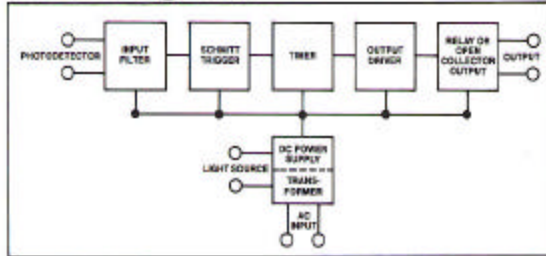 PHOTODETECTOR
INPUT
FILTER
SCHMITT
TRIGGER
TIMER
OUTPUT
DRIVER
RELAY OR
OPEN
COLLECTOR
OUTPUT
OUTPUT
LIGHT SOURCE
DC POWER
SUPPLY
TRANS-
FORMER
AC
INPUT